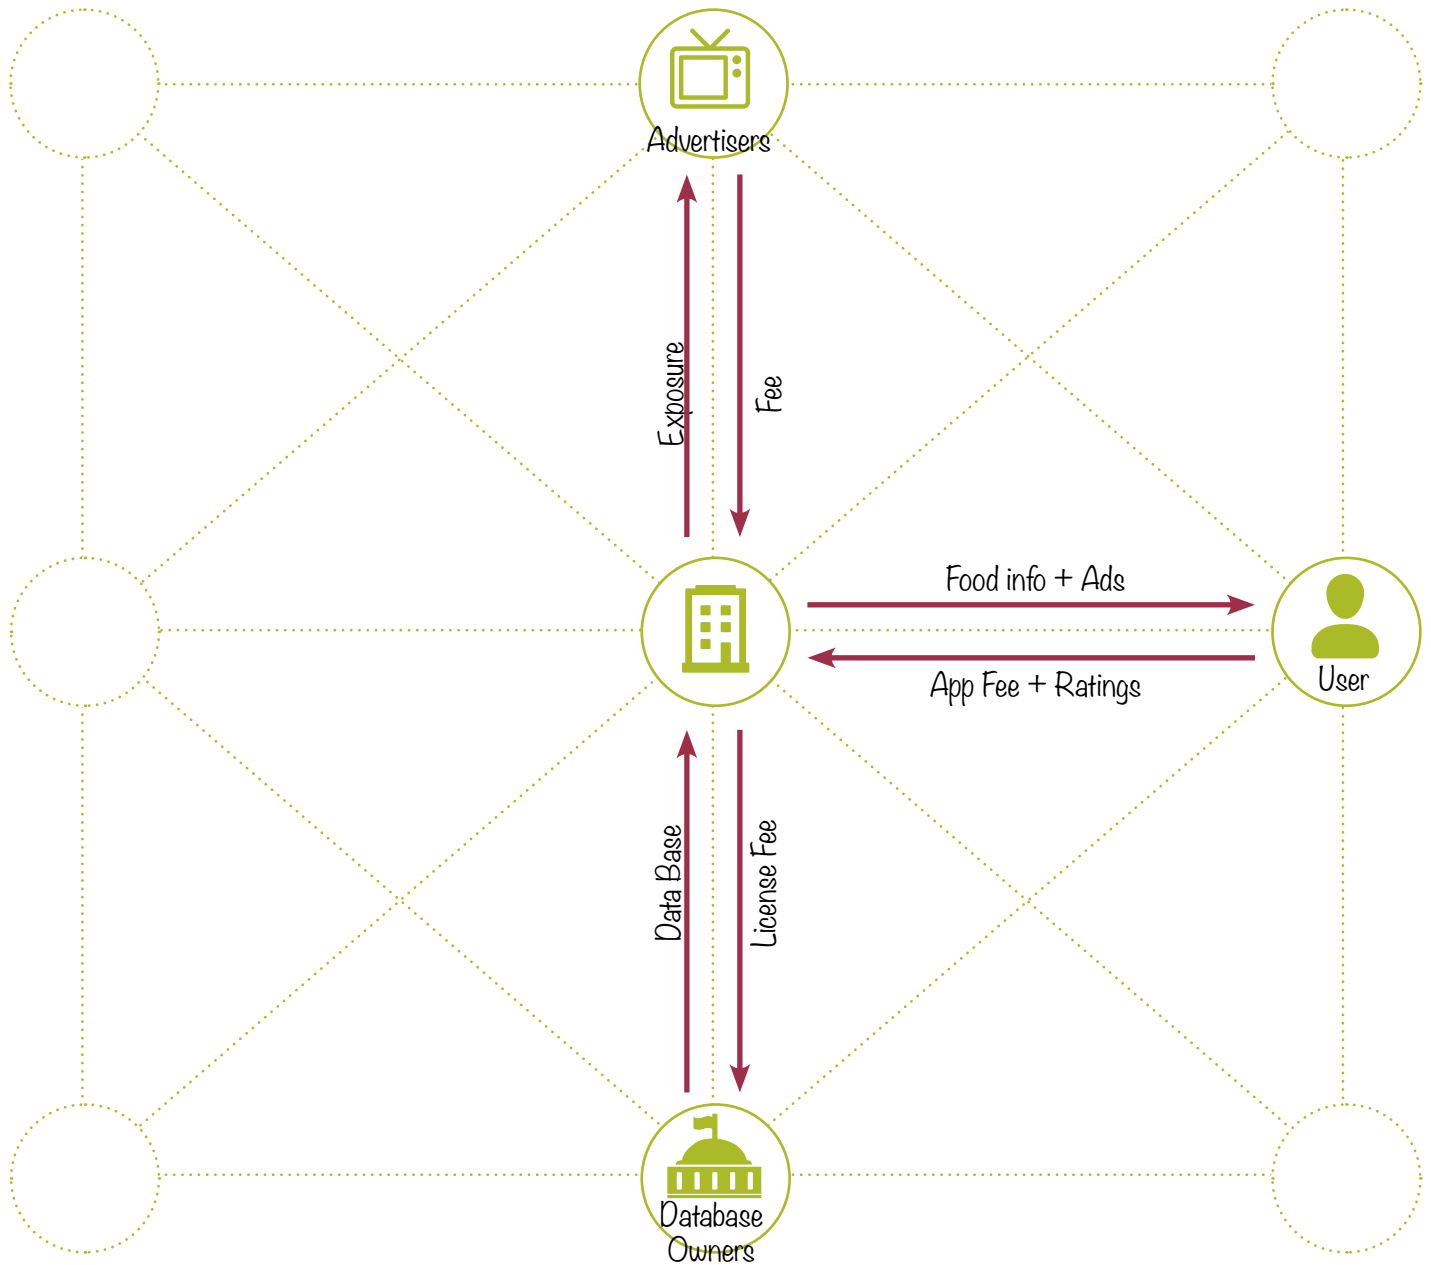 Advertisers
Exposure
Fee
Food info + Ads
App Fee + Ratings
User
Data Base
License Fee
Database
Owners